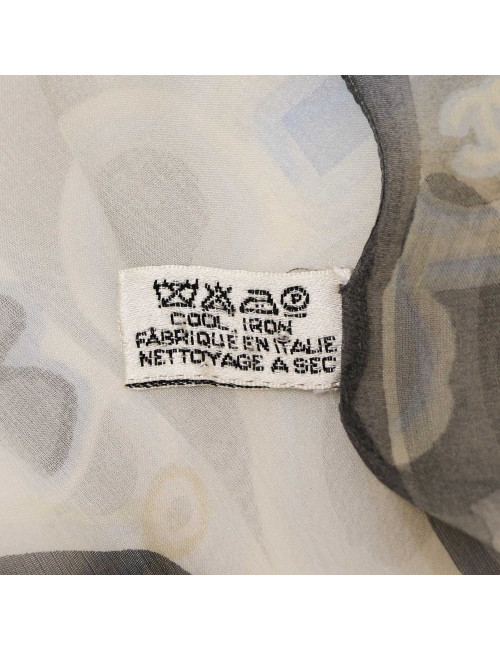 COOL IRON
FABRIQUE EN ITALIE
NETTOYAGE A SEC